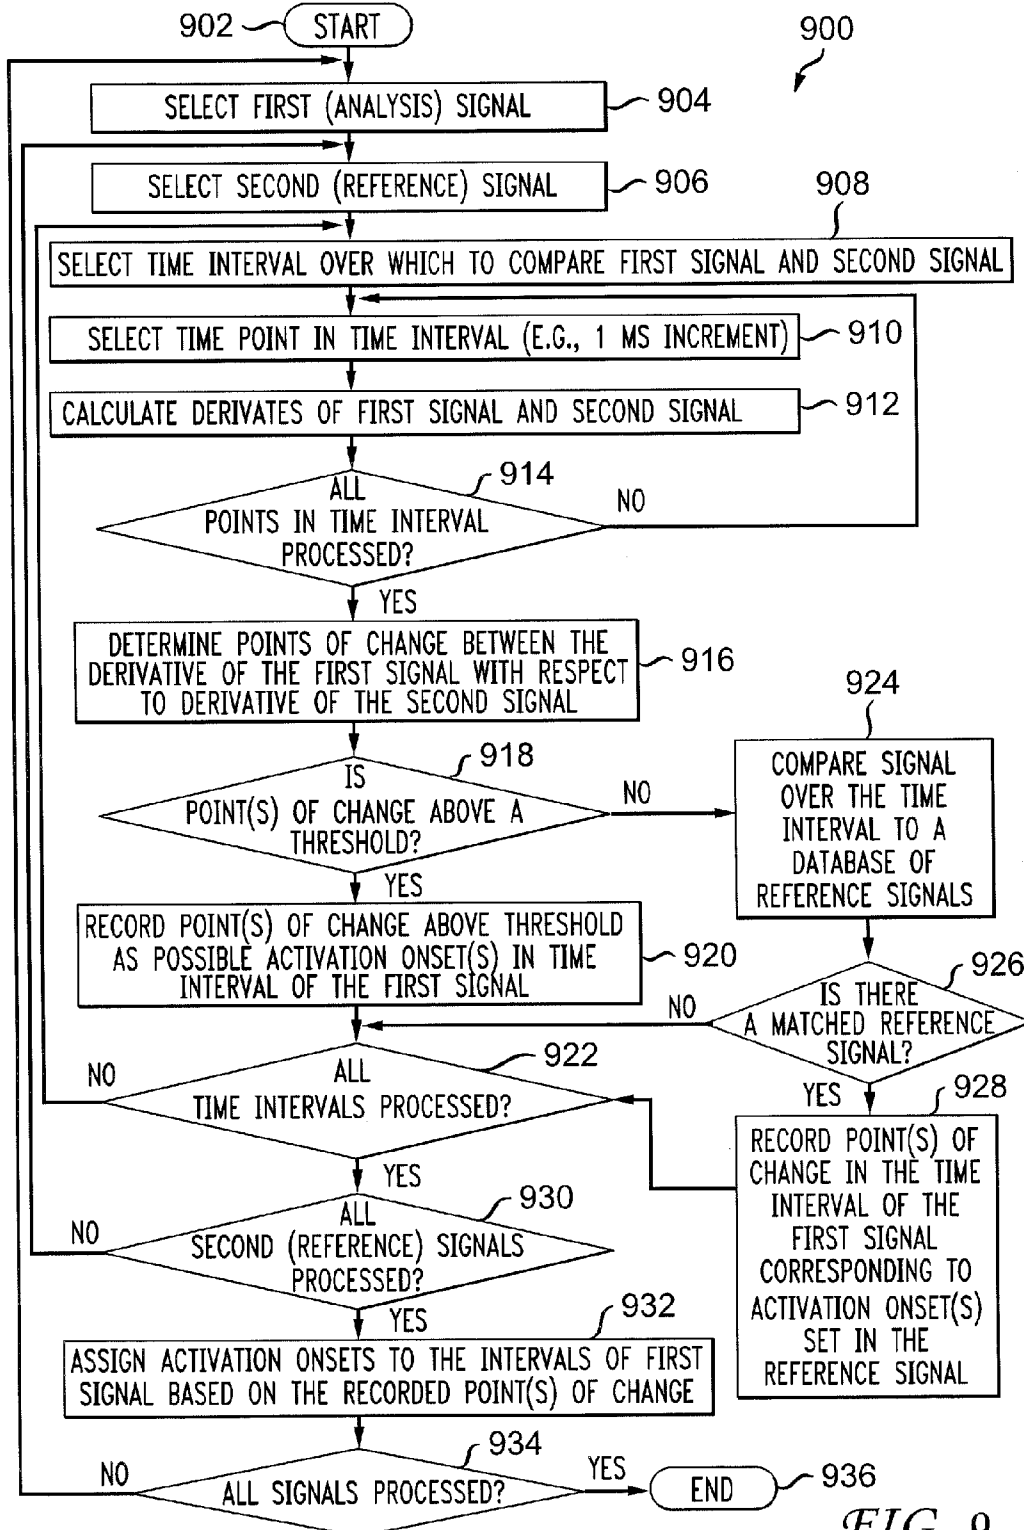 902
START
900
SELECT FIRST (ANALYSIS) SIGNAL
904
SELECT SECOND (REFERENCE) SIGNAL
906
908
SELECT TIME INTERVAL OVER WHICH TO COMPARE FIRST SIGNAL AND SECOND SIGNAL
SELECT TIME POINT IN TIME INTERVAL (E.G., 1 MS INCREMENT)
910
CALCULATE DERIVATES OF FIRST SIGNAL AND SECOND SIGNAL
912
914
ALL
POINTS IN TIME INTERVAL
PROCESSED?
NO
YES
DETERMINE POINTS OF CHANGE BETWEEN THE
DERIVATIVE OF THE FIRST SIGNAL WITH RESPECT
TO DERIVATIVE OF THE SECOND SIGNAL
916
918
IS
POINT(S) OF CHANGE ABOVE A
THRESHOLD?
NO
YES
924
COMPARE SIGNAL
OVER THE TIME
INTERVAL TO A
DATABASE OF
REFERENCE SIGNALS
RECORD POINT(S) OF CHANGE ABOVE THRESHOLD
AS POSSIBLE ACTIVATION ONSET(S) IN TIME
INTERVAL OF THE FIRST SIGNAL
920
926
IS THERE
A MATCHED REFERENCE
SIGNAL?
NO
YES
922
ALL
TIME INTERVALS PROCESSED?
NO
YES
928
RECORD POINT(S) OF
CHANGE IN THE TIME
INTERVAL OF THE
FIRST SIGNAL
CORRESPONDING TO
ACTIVATION ONSET(S)
SET IN THE
REFERENCE SIGNAL
930
ALL
SECOND (REFERENCE) SIGNALS
PROCESSED?
NO
YES
932
ASSIGN ACTIVATION ONSETS TO THE INTERVALS OF FIRST
SIGNAL BASED ON THE RECORDED POINT(S) OF CHANGE
934
ALL SIGNALS PROCESSED?
NO
YES
END
936
FIG. 9